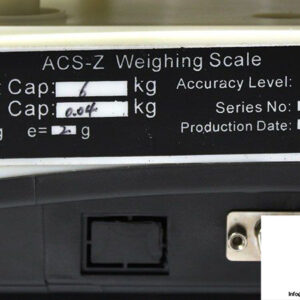 ACS-Z Weighing Scale
Cap: 6 kg Accuracy Level:
Cap: 0.04 kg Series No:
g e= 2 g Production Date: